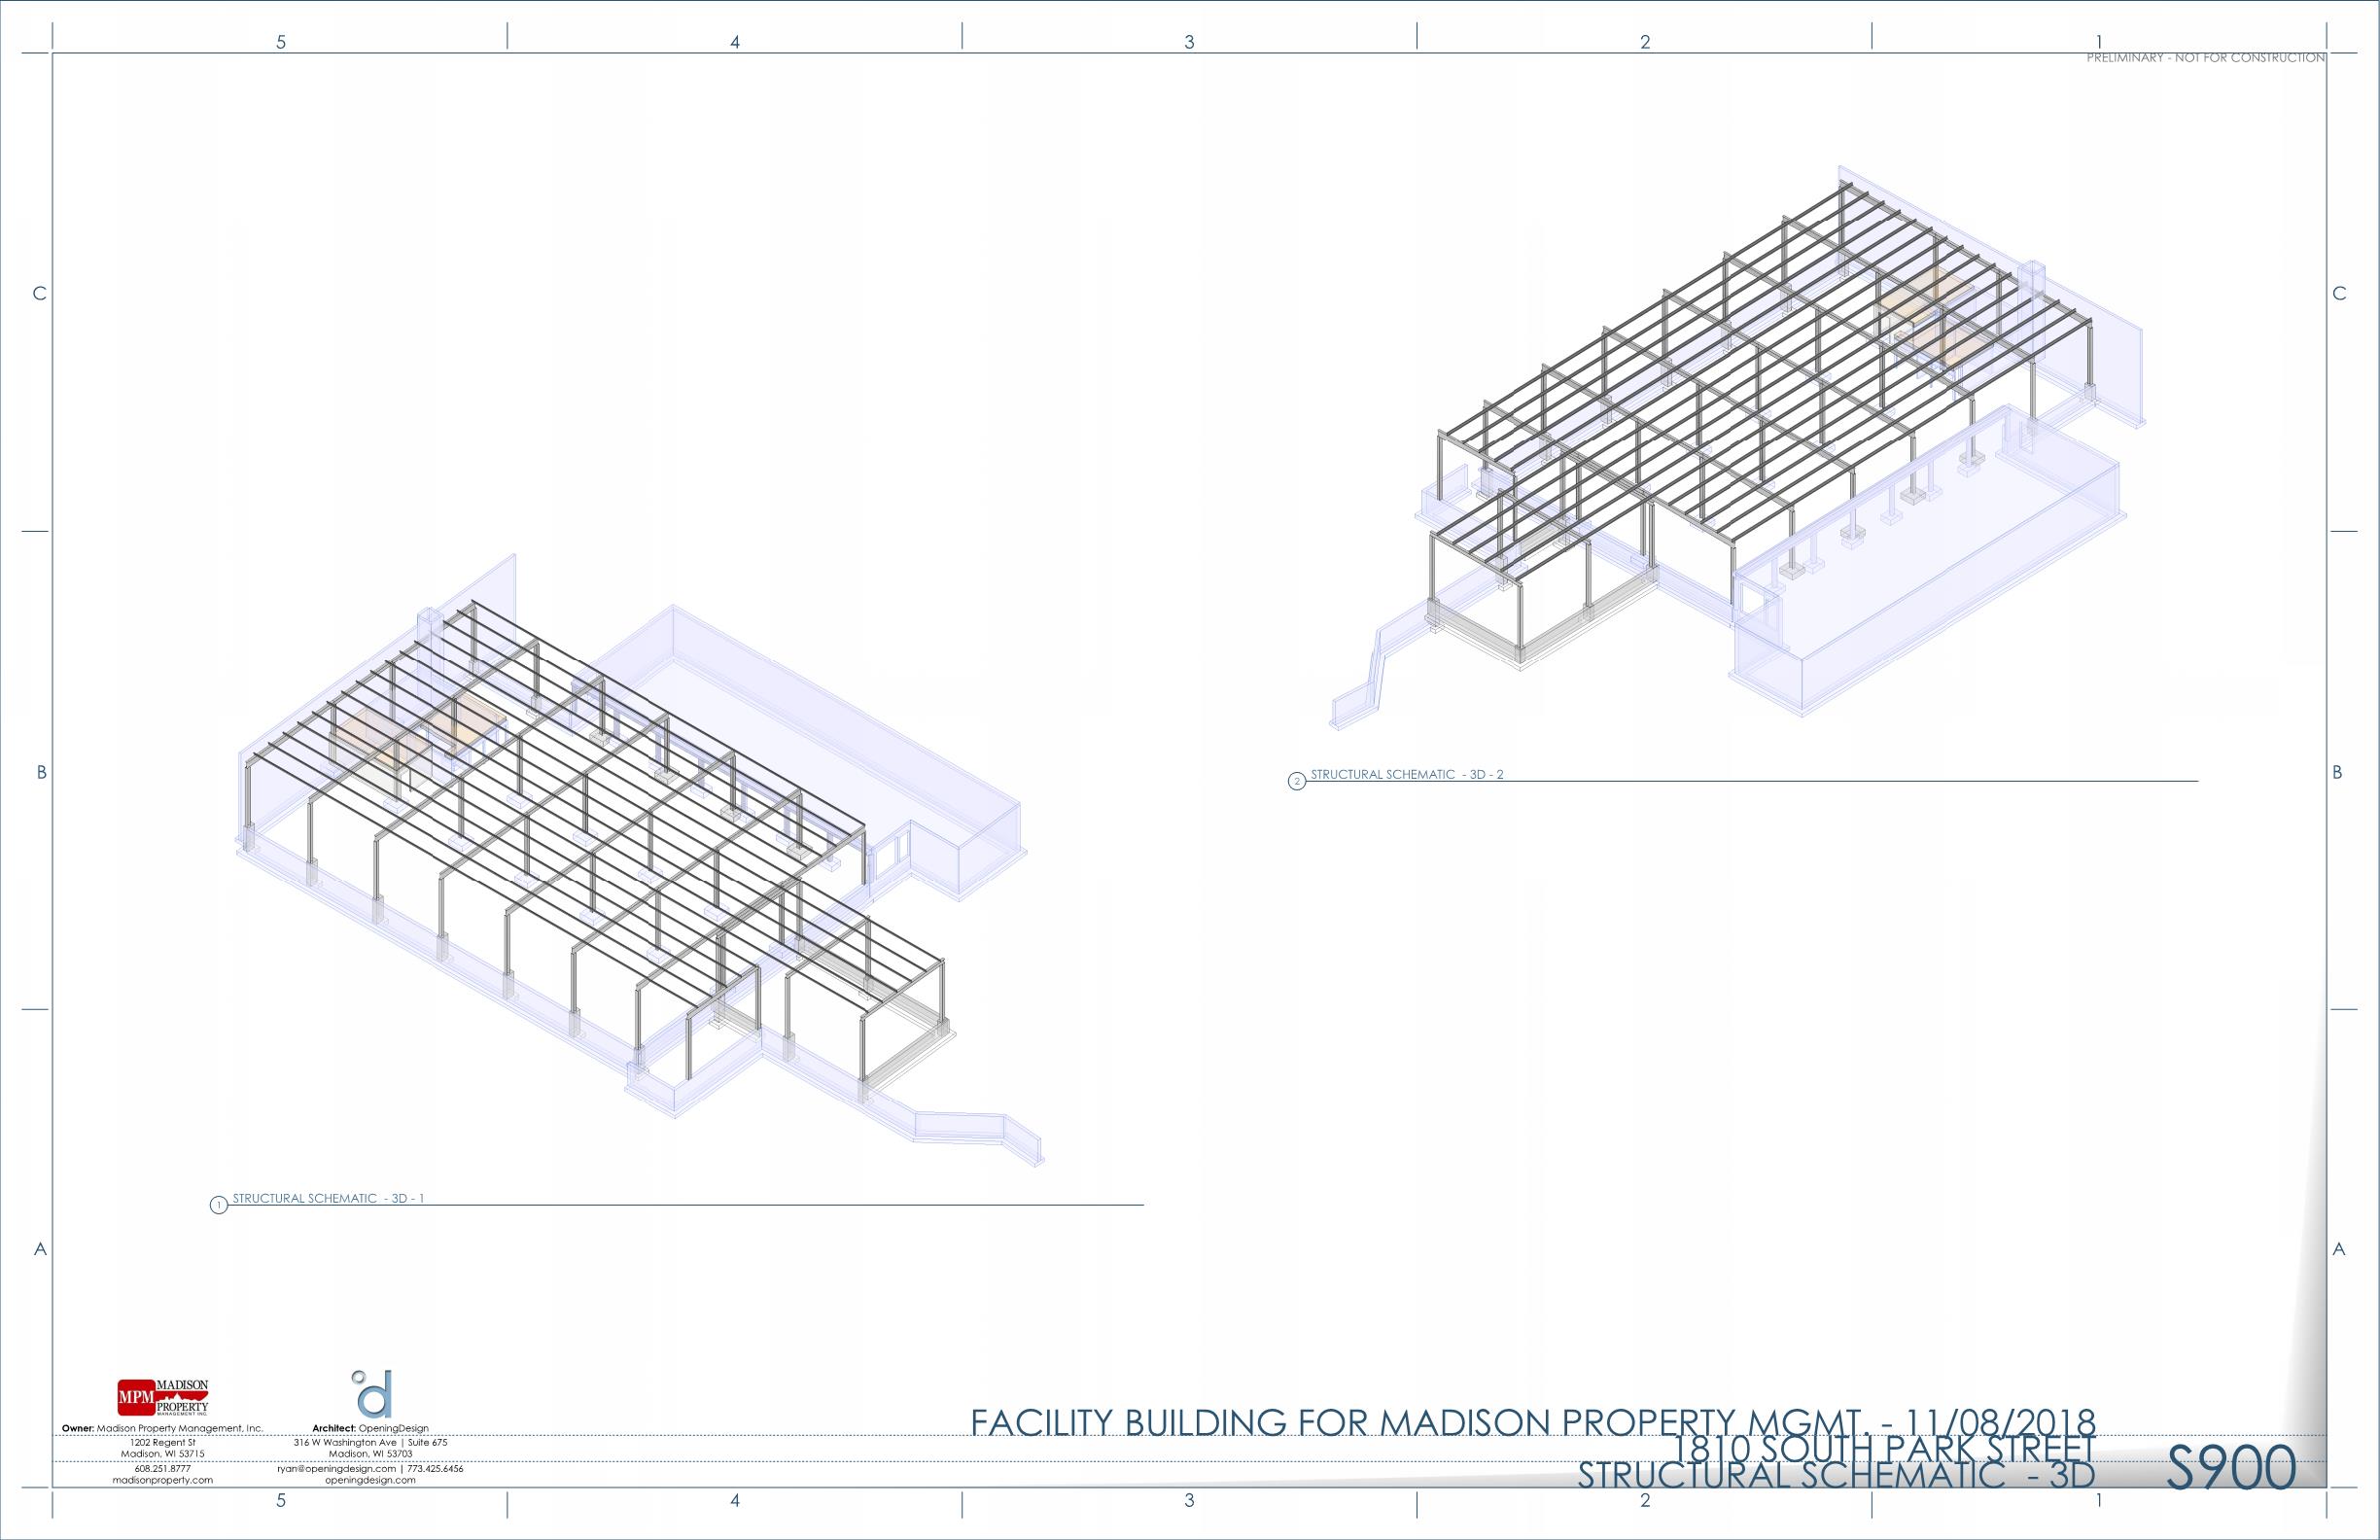 5 4 3 2 1
PRELIMINARY - NOT FOR CONSTRUCTION
C C
B B
2 STRUCTURAL SCHEMATIC - 3D - 2
1 STRUCTURAL SCHEMATIC - 3D - 1
A A
MPM MADISON
PROPERTY
MANAGEMENT INC.
Owner: Madison Property Management, Inc.
1202 Regent St
Madison, WI 53715
608.251.8777
madisonproperty.com
d
Architect: OpeningDesign
316 W Washington Ave | Suite 675
Madison, WI 53703
ryan@openingdesign.com | 773.425.6456
openingdesign.com
FACILITY BUILDING FOR MADISON PROPERTY MGMT. - 11/08/2018
1810 SOUTH PARK STREET
STRUCTURAL SCHEMATIC - 3D
S900
5 4 3 2 1